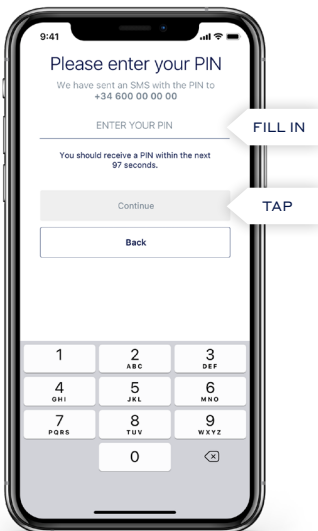 9:41
Please enter your PIN
We have sent an SMS with the PIN to
+34 600 00 00 00
ENTER YOUR PIN
FILL IN
You should receive a PIN within the next
97 seconds.
Continue
TAP
Back
1
2
ABC
3
DEF
4
GHI
5
JKL
6
MNO
7
PQRS
8
TUV
9
WXYZ
0